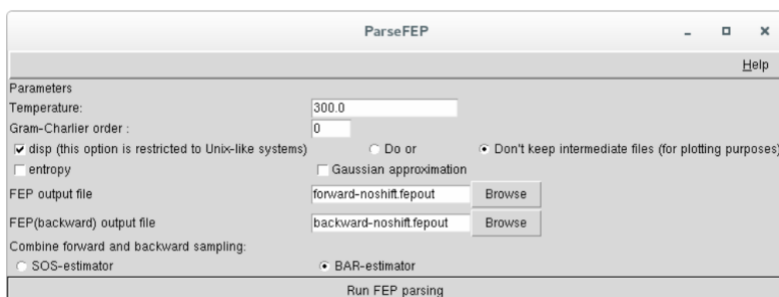 ParseFEP
Help
Parameters
Temperature: 300.0
Gram-Charlier order : 0
disp (this option is restricted to Unix-like systems) Do or Don't keep intermediate files (for plotting purposes)
entropy Gaussian approximation
FEP output file forward-noshift.fepout Browse
FEP(backward) output file backward-noshift.fepout Browse
Combine forward and backward sampling:
SOS-estimator BAR-estimator
Run FEP parsing